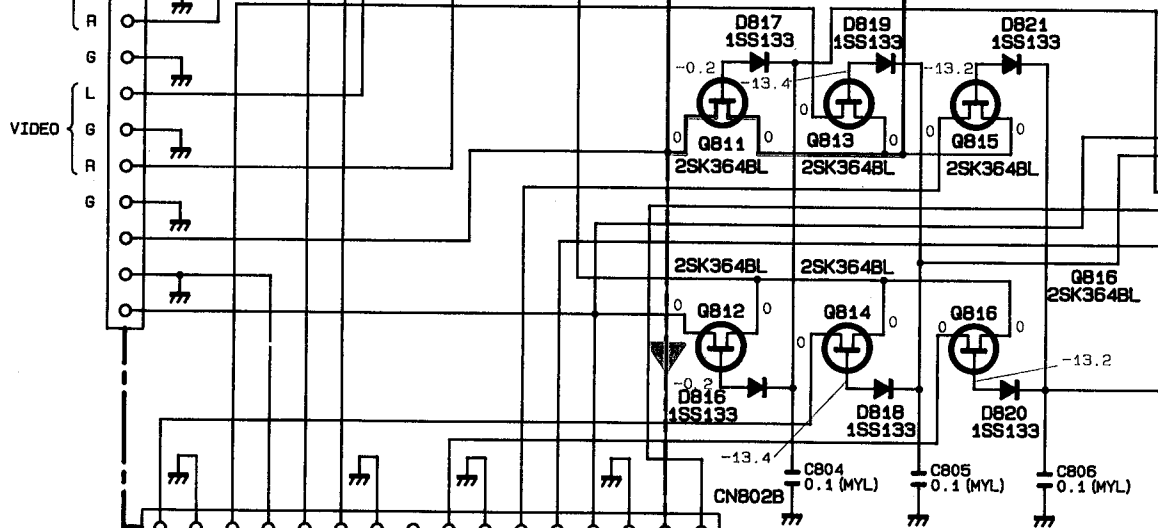 R
G
L
VIDEO
G
R
G
D817
1SS133
D819
1SS133
D821
1SS133
-0.2
-13.4
-13.2
0
0
0
0
0
0
Q811
Q813
Q815
2SK364BL
2SK364BL
2SK364BL
2SK364BL
2SK364BL
Q816
2SK364BL
Q812
Q814
Q816
0
0
0
0
0
0
-0.2
D816
1SS133
D818
1SS133
D820
1SS133
-13.2
-13.4
C804
0.1 (MYL)
C805
0.1 (MYL)
C806
0.1 (MYL)
CN802B